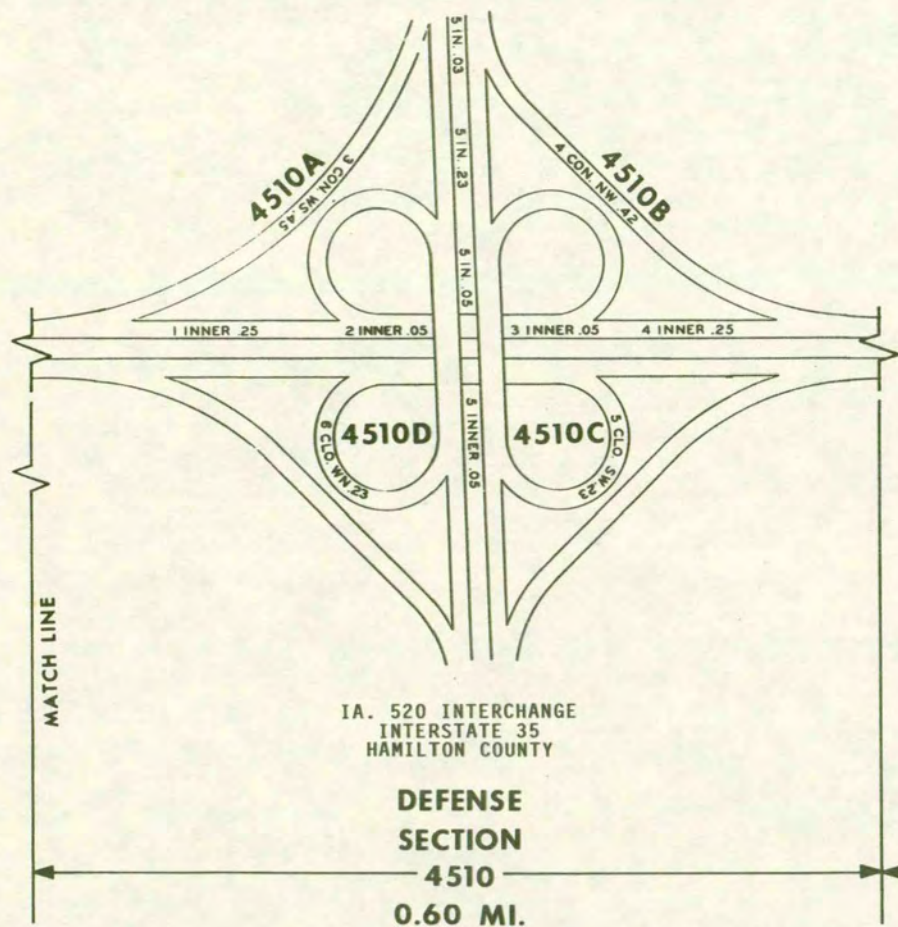 5 IN. .03
5 IN. .23
5 IN. .05
4510A
3 CON. WS .45
4510B
4 CON. NW .42
1 INNER .25
2 INNER .05
3 INNER .05
4 INNER .25
4510D
6 CLO. WN .23
5 INNER .05
4510C
5 CLO. SW .23
MATCH LINE
IA. 520 INTERCHANGE
INTERSTATE 35
HAMILTON COUNTY
DEFENSE
SECTION
4510
0.60 MI.